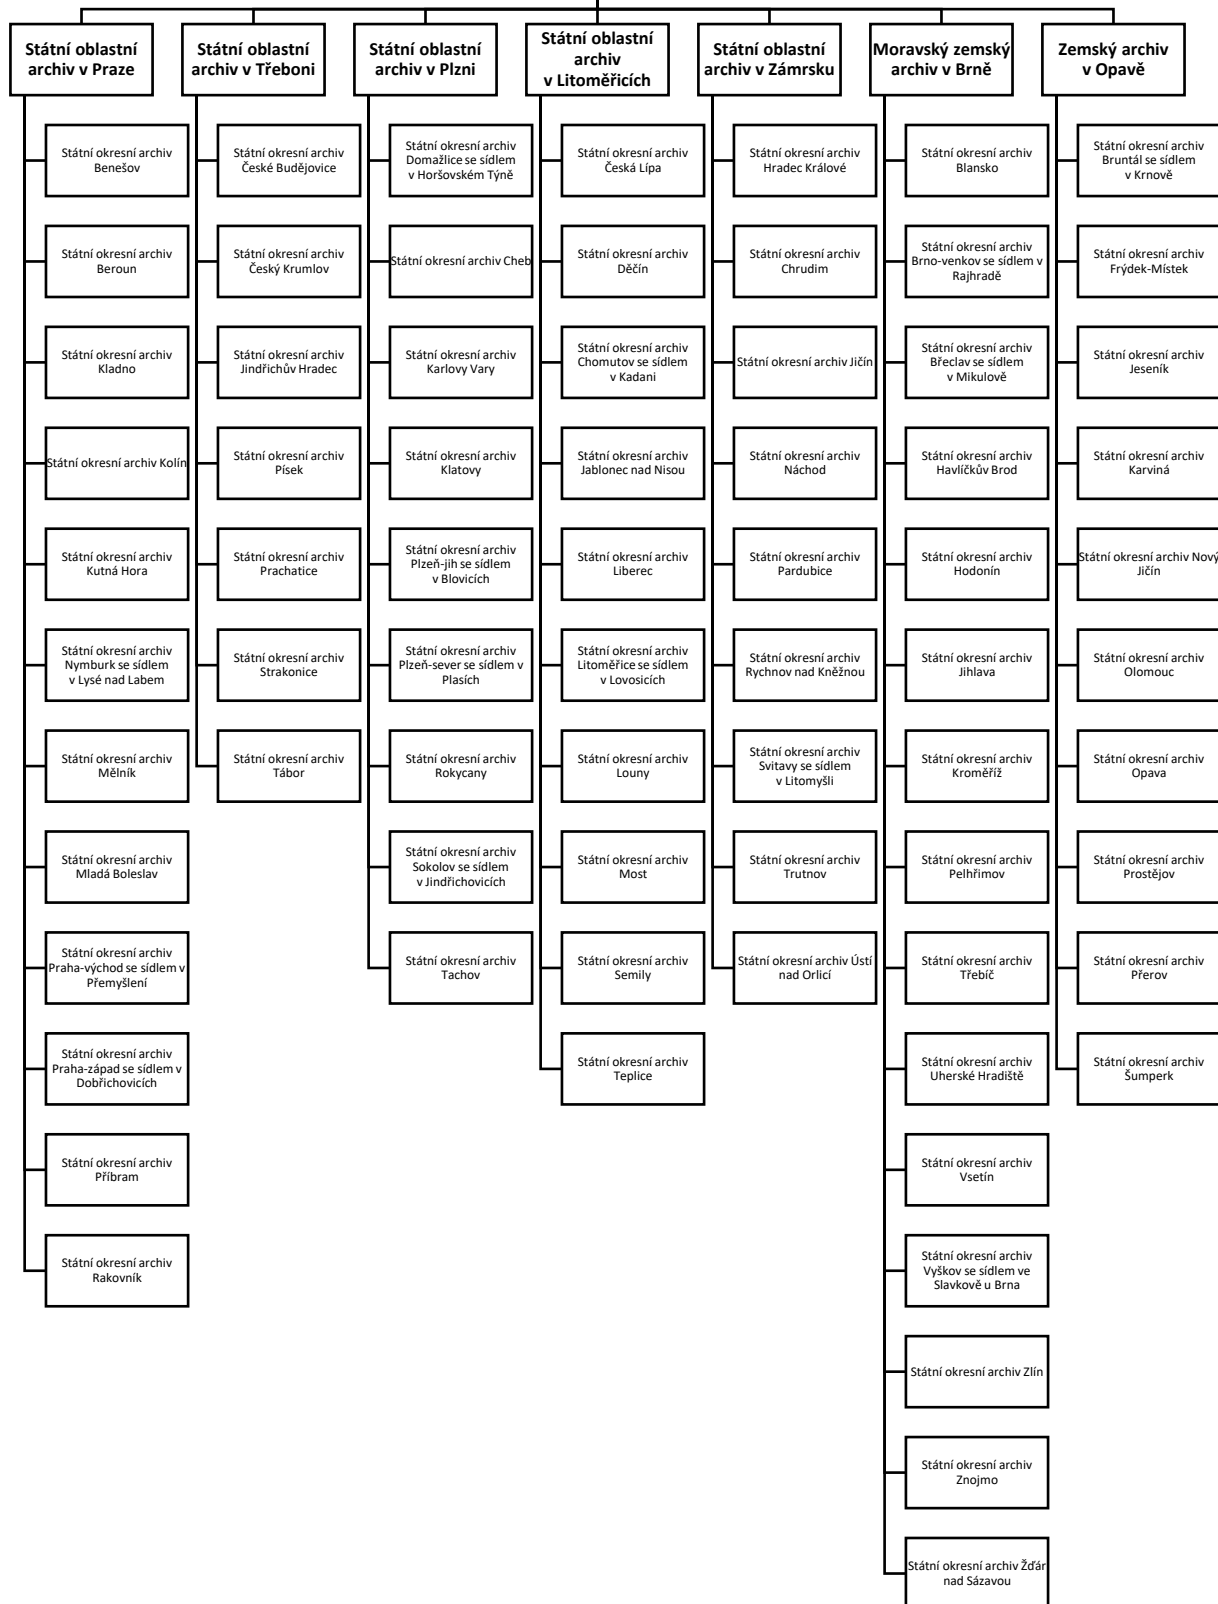 Státní oblastní
archiv v Praze
Státní okresní archiv
Benešov
Státní okresní archiv
Beroun
Státní okresní archiv
Kladno
Státní okresní archiv Kolín
Státní okresní archiv
Kutná Hora
Státní okresní archiv
Nymburk se sídlem
v Lysé nad Labem
Státní okresní archiv
Mělník
Státní okresní archiv
Mladá Boleslav
Státní okresní archiv
Praha-východ se sídlem v
Přemyšlení
Státní okresní archiv
Praha-západ se sídlem v
Dobřichovicích
Státní okresní archiv
Příbram
Státní okresní archiv
Rakovník
Státní oblastní
archiv v Třeboni
Státní okresní archiv
České Budějovice
Státní okresní archiv
Český Krumlov
Státní okresní archiv
Jindřichův Hradec
Státní okresní archiv
Písek
Státní okresní archiv
Prachatice
Státní okresní archiv
Strakonice
Státní okresní archiv
Tábor
Státní oblastní
archiv v Plzni
Státní okresní archiv
Domažlice se sídlem
v Horšovském Týně
Státní okresní archiv Cheb
Státní okresní archiv
Karlovy Vary
Státní okresní archiv
Klatovy
Státní okresní archiv
Plzeň-jih se sídlem
v Blovicích
Státní okresní archiv
Plzeň-sever se sídlem v
Plasích
Státní okresní archiv
Rokycany
Státní okresní archiv
Sokolov se sídlem
v Jindřichovicích
Státní okresní archiv
Tachov
Státní oblastní
archiv
v Litoměřicích
Státní okresní archiv
Česká Lípa
Státní okresní archiv
Děčín
Státní okresní archiv
Chomutov se sídlem
v Kadani
Státní okresní archiv
Jablonec nad Nisou
Státní okresní archiv
Liberec
Státní okresní archiv
Litoměřice se sídlem
v Lovosicích
Státní okresní archiv
Louny
Státní okresní archiv
Most
Státní okresní archiv
Semily
Státní okresní archiv
Teplice
Státní oblastní
archiv v Zámrsku
Státní okresní archiv
Hradec Králové
Státní okresní archiv
Chrudim
Státní okresní archiv Jičín
Státní okresní archiv
Náchod
Státní okresní archiv
Pardubice
Státní okresní archiv
Rychnov nad Kněžnou
Státní okresní archiv
Svitavy se sídlem
v Litomyšli
Státní okresní archiv
Trutnov
Státní okresní archiv Ústí
nad Orlicí
Moravský zemský
archiv v Brně
Státní okresní archiv
Blansko
Státní okresní archiv
Brno-venkov se sídlem v
Rajhradě
Státní okresní archiv
Břeclav se sídlem
v Mikulově
Státní okresní archiv
Havlíčkův Brod
Státní okresní archiv
Hodonín
Státní okresní archiv
Jihlava
Státní okresní archiv
Kroměříž
Státní okresní archiv
Pelhřimov
Státní okresní archiv
Třebíč
Státní okresní archiv
Uherské Hradiště
Státní okresní archiv
Vsetín
Státní okresní archiv
Vyškov se sídlem ve
Slavkově u Brna
Státní okresní archiv Zlín
Státní okresní archiv
Znojmo
Státní okresní archiv Žďár
nad Sázavou
Zemský archiv
v Opavě
Státní okresní archiv
Bruntál se sídlem
v Krnově
Státní okresní archiv
Frýdek-Místek
Státní okresní archiv
Jeseník
Státní okresní archiv
Karviná
Státní okresní archiv Nový
Jičín
Státní okresní archiv
Olomouc
Státní okresní archiv
Opava
Státní okresní archiv
Prostějov
Státní okresní archiv
Přerov
Státní okresní archiv
Šumperk